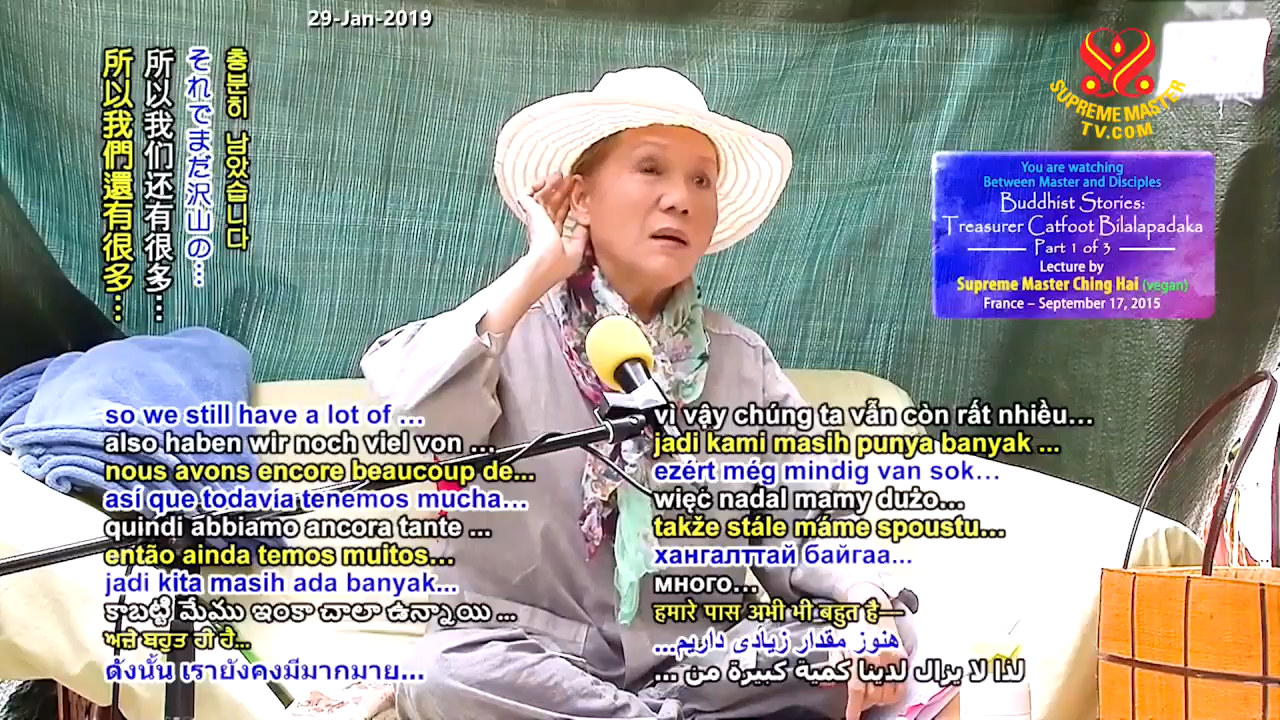 29-Jan-2019
所以我們還有很多…
所以我们还有很多…
それでまだ沢山の…
충분히 남았습니다
SUPREME MASTER
TV.COM
You are watching
Between Master and Disciples
Buddhist Stories:
Treasurer Catfoot Bilalapadaka
Part 1 of 3
Lecture by
Supreme Master Ching Hai (vegan)
France – September 17, 2015
so we still have a lot of …
also haben wir noch viel von …
nous avons encore beaucoup de...
así que todavía tenemos mucha…
quindi abbiamo ancora tante ...
então ainda temos muitos…
jadi kita masih ada banyak...
కాబట్టి మేము ఇంకా చాలా ఉన్నాయి ...
ਅਜੇ ਬਹੁਤ ਹੀ ਹੈ...
ดังนั้น เรายังคงมีมากมาย...
vì vậy chúng ta vẫn còn rất nhiều…
jadi kami masih punya banyak ...
ezért még mindig van sok…
więc nadal mamy dużo...
takže stále máme spoustu…
хангалттай байгаа...
много…
हमारे पास अभी भी बहुत है—
هنوز مقدار زیادی داریم...
لذا لا يزال لدينا كمية كبيرة من ...